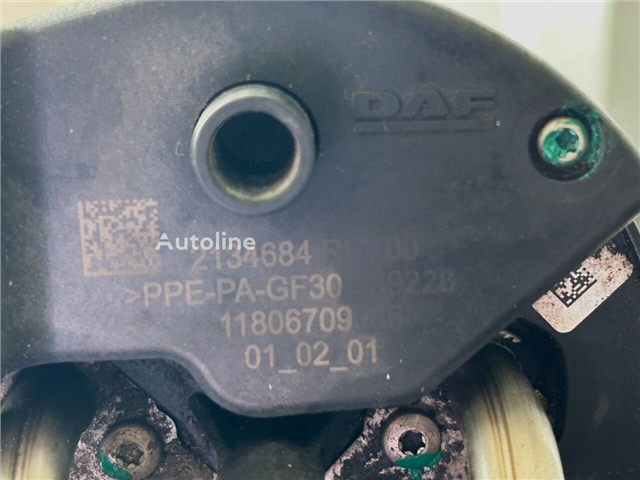 DAF
Autoline
2134684
>PPE-PA-GF30
11806709
01_02_01